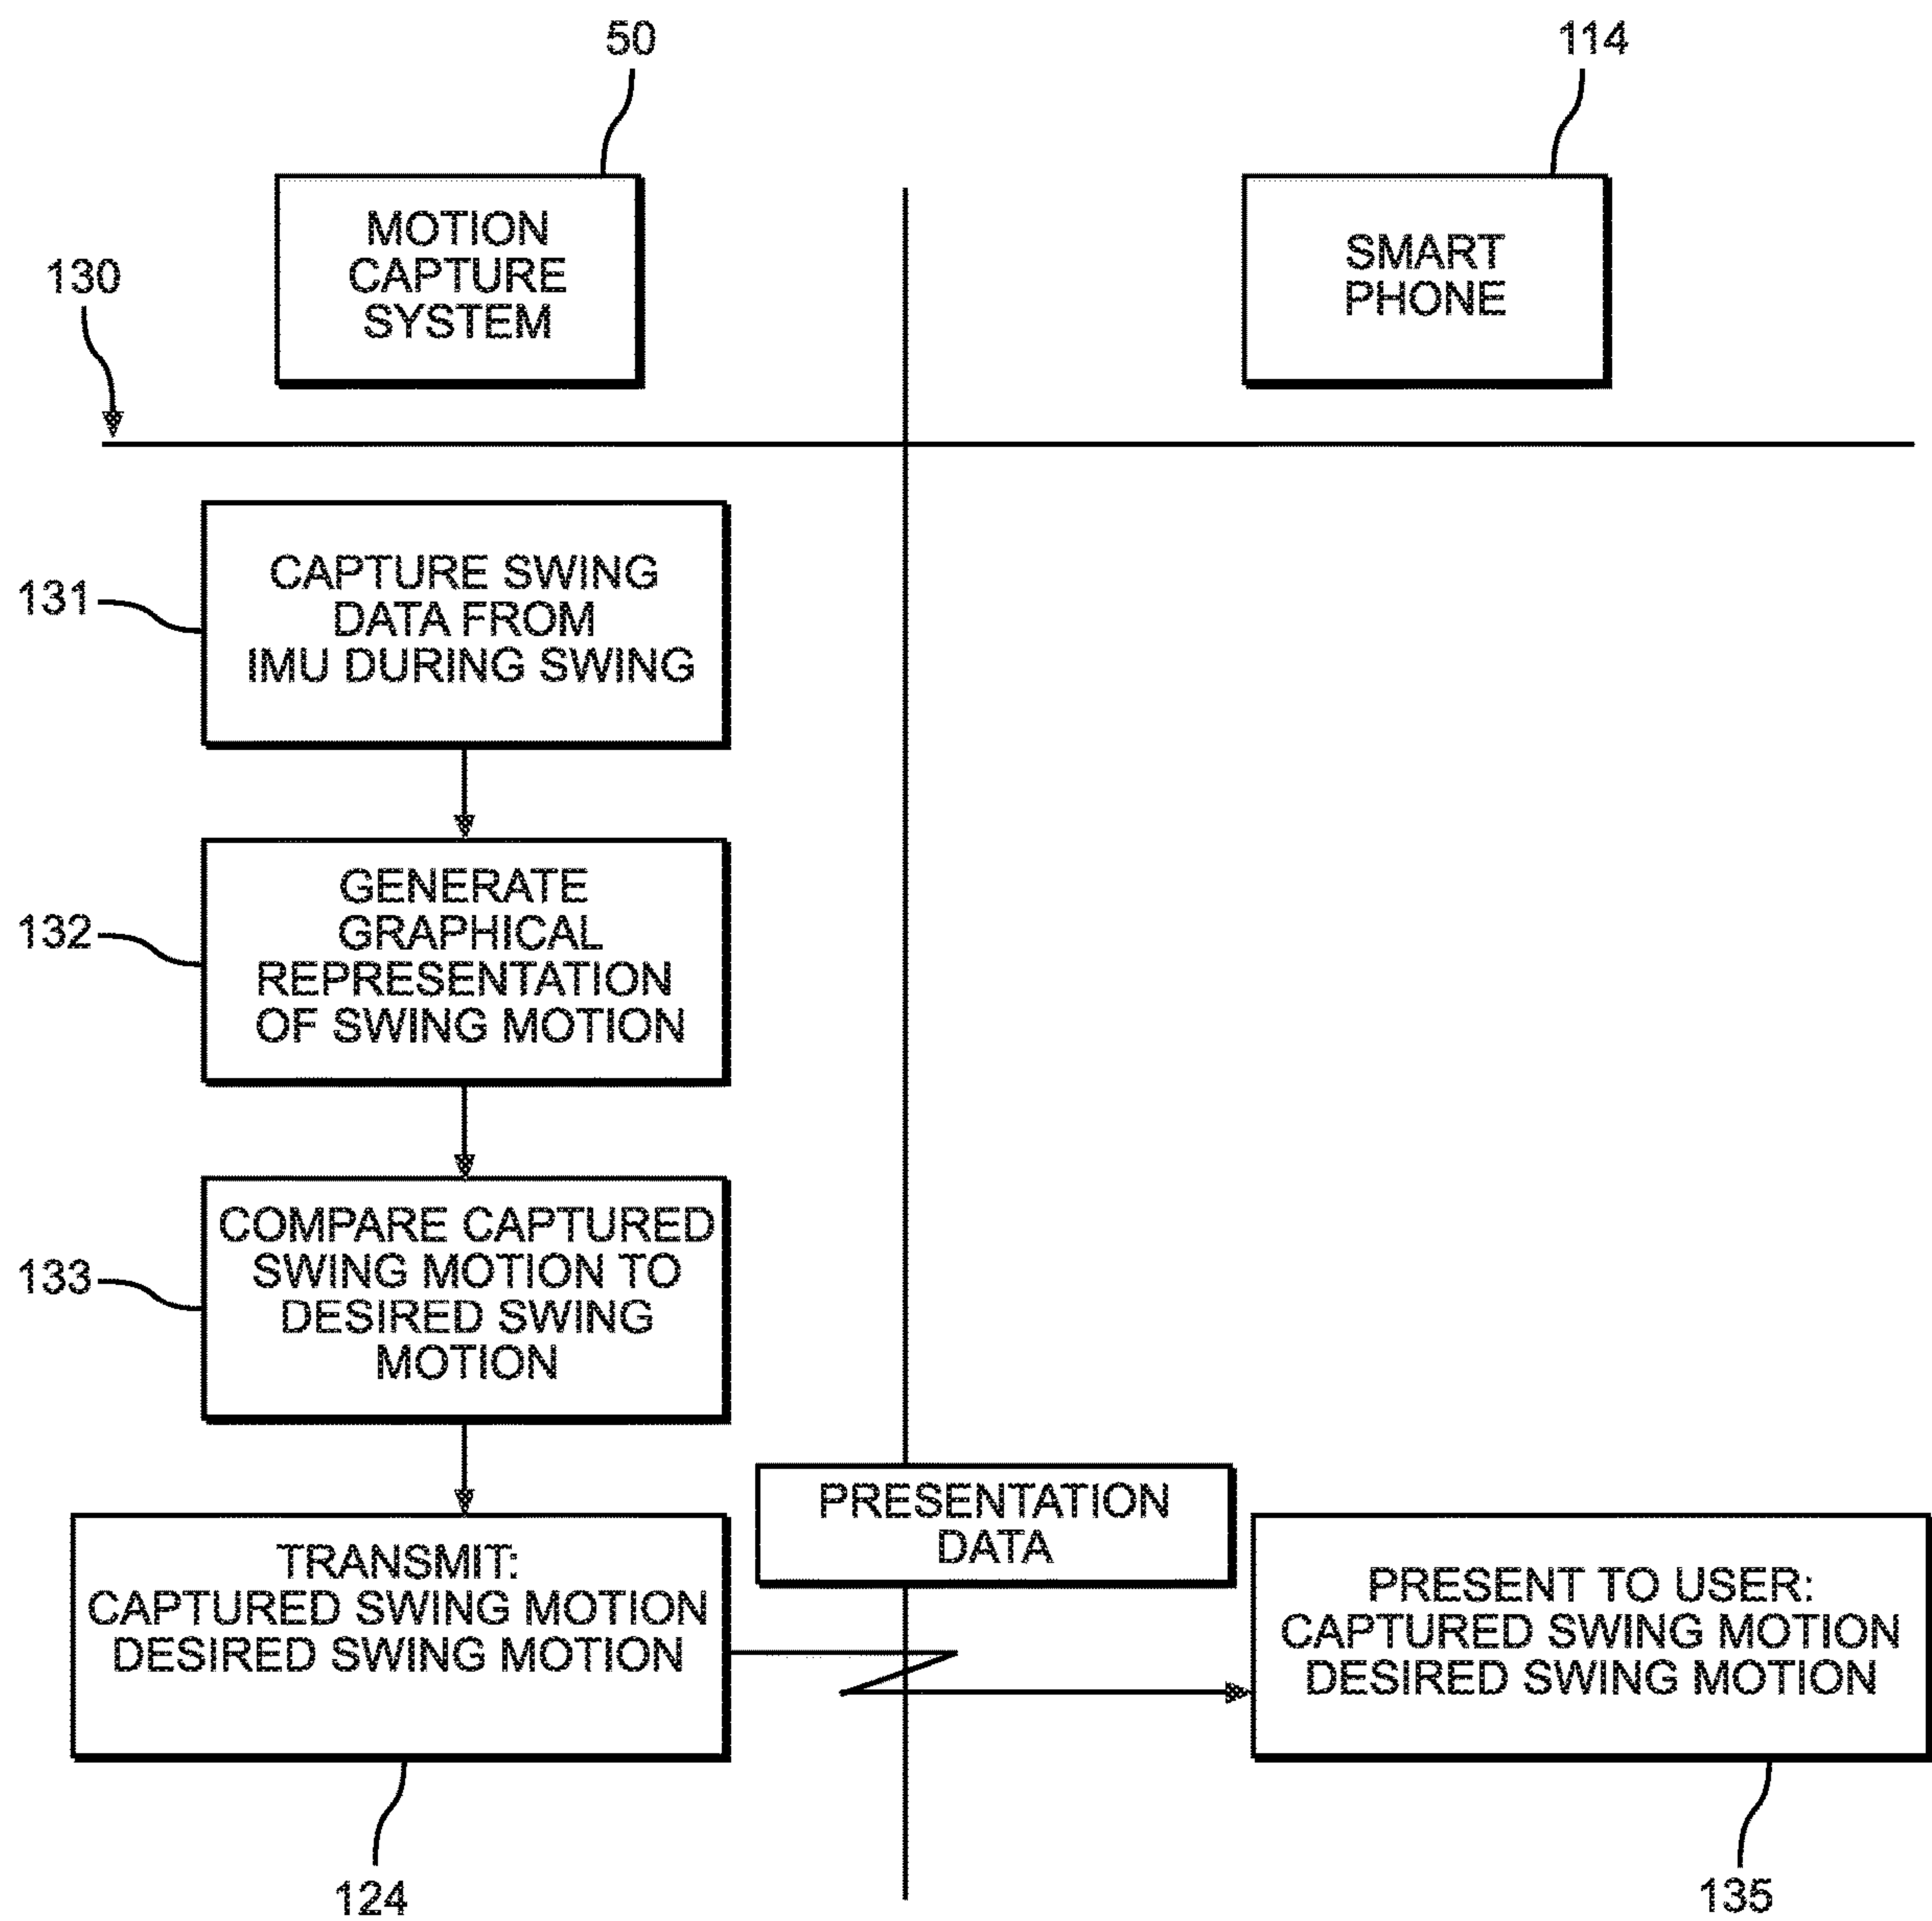 50
114
MOTION
CAPTURE
SYSTEM
SMART
PHONE
130
CAPTURE SWING
DATA FROM
IMU DURING SWING
131
GENERATE
GRAPHICAL
REPRESENTATION
OF SWING MOTION
132
COMPARE CAPTURED
SWING MOTION TO
DESIRED SWING
MOTION
133
PRESENTATION
DATA
TRANSMIT:
CAPTURED SWING MOTION
DESIRED SWING MOTION
PRESENT TO USER:
CAPTURED SWING MOTION
DESIRED SWING MOTION
124
135